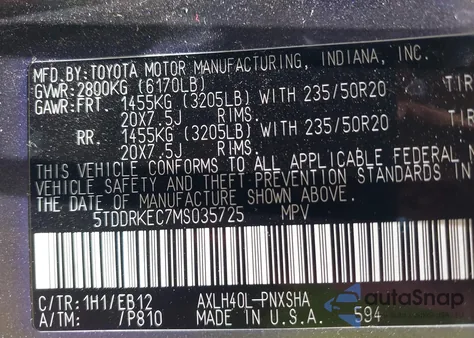 MFD.BY:TOYOTA MOTOR MANUFACTURING, INDIANA, INC.
GVWR:2800KG (6170LB)
GAWR:FRT. 1455KG (3205LB) WITH 235/50R20 TIR
20X7.5J RIMS.
RR. 1455KG (3205LB) WITH 235/50R20 TIR
20X7.5J RIMS.
THIS VEHICLE CONFORMS TO ALL APPLICABLE FEDERAL
VEHICLE SAFETY AND THEFT PREVENTION STANDARDS IN
THE DATE OF MANUFACTURE SHOWN ABOVE.
5TDDRKEC7MS035725 MPV
C/TR:1H1/EB12 AXLH40L-PNXSHA
A/TM: /P810 MADE IN U.S.A. 594
autoSnap